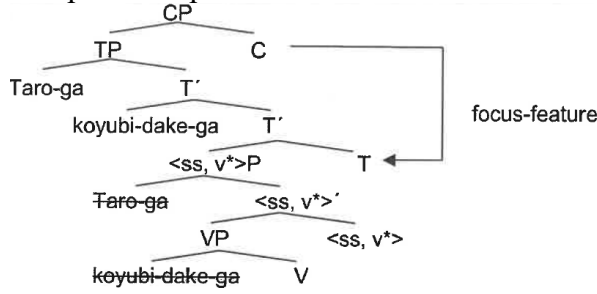 CP
TP C
Taro-ga T´ focus-feature
koyubi-dake-ga T´
<ss, v*>P T
Taro-ga <ss, v*>´
VP <ss, v*>
koyubi-dake-ga V